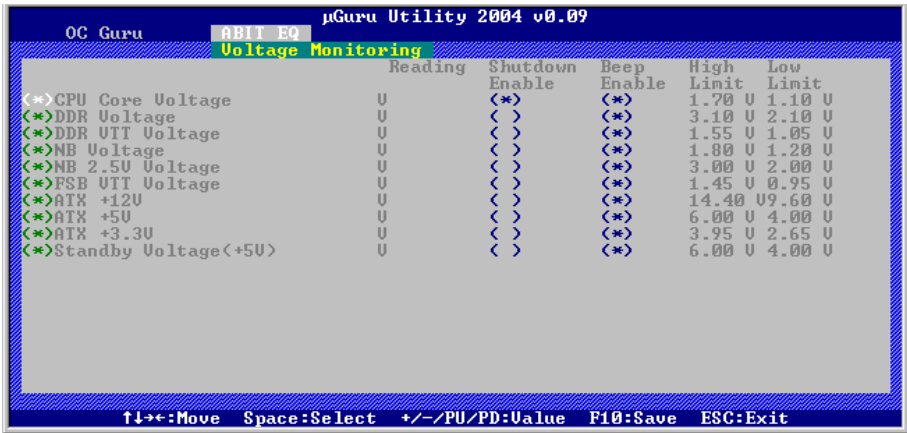 µGuru Utility 2004 v0.09
OC Guru ABIT EQ
Voltage Monitoring
Reading Shutdown Beep High Low
Enable Enable Limit Limit
(*)CPU Core Voltage V (*) (*) 1.70 V 1.10 V
(*)DDR Voltage V ( ) (*) 3.10 V 2.10 V
(*)DDR VTT Voltage V ( ) (*) 1.55 V 1.05 V
(*)NB Voltage V ( ) (*) 1.80 V 1.20 V
(*)NB 2.5V Voltage V ( ) (*) 3.00 V 2.00 V
(*)FSB VTT Voltage V ( ) (*) 1.45 V 0.95 V
(*)ATX +12V V ( ) (*) 14.40 V9.60 V
(*)ATX +5V V ( ) (*) 6.00 V 4.00 V
(*)ATX +3.3V V ( ) (*) 3.95 V 2.65 V
(*)Standby Voltage(+5V) V ( ) (*) 6.00 V 4.00 V
↑↓→←:Move Space:Select +/-/PU/PD:Value F10:Save ESC:Exit